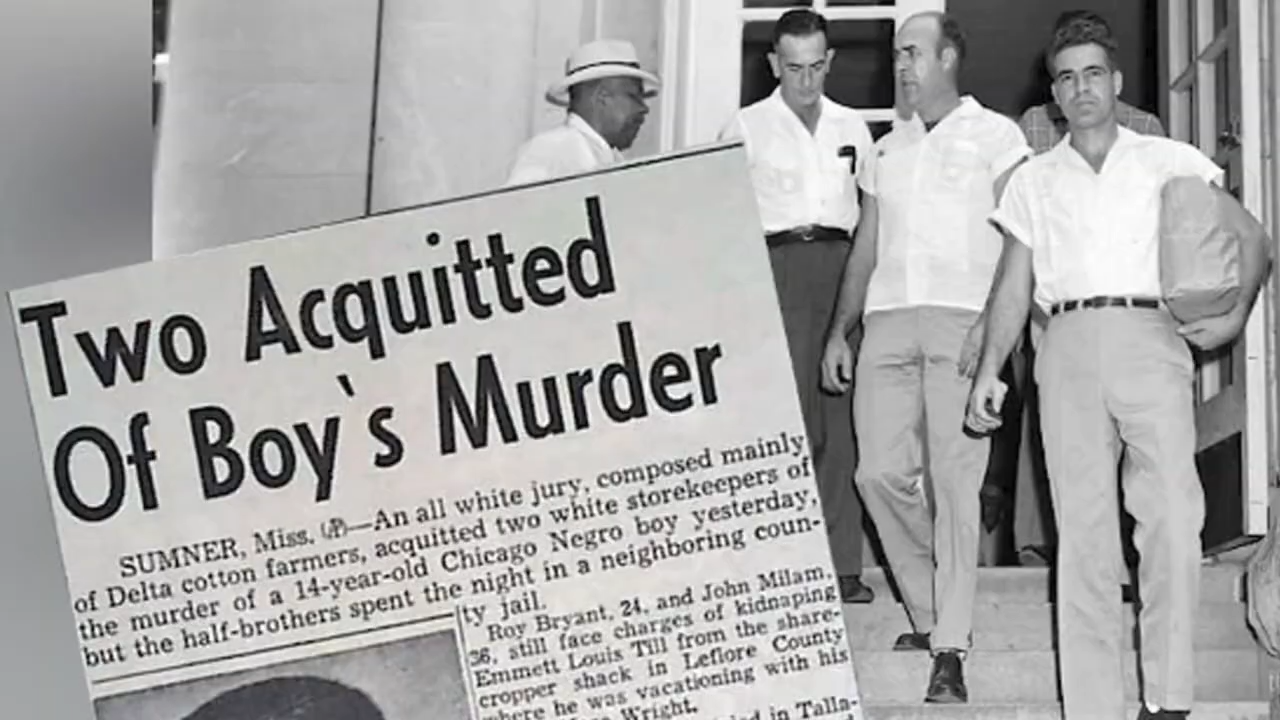 Two Acquitted
Of Boy`s Murder
SUMNER, Miss. (AP)—An all white jury, composed mainly
of Delta cotton farmers, acquitted two white storekeepers of
the murder of a 14-year-old Chicago Negro boy yesterday,
but the half-brothers spent the night in a neighboring coun-
ty jail.
Roy Bryant, 24, and John Milam,
36, still face charges of kidnaping
Emmett Louis Till from the share-
cropper shack in Leflore County
where he was vacationing with his
Wright.
in Talla-